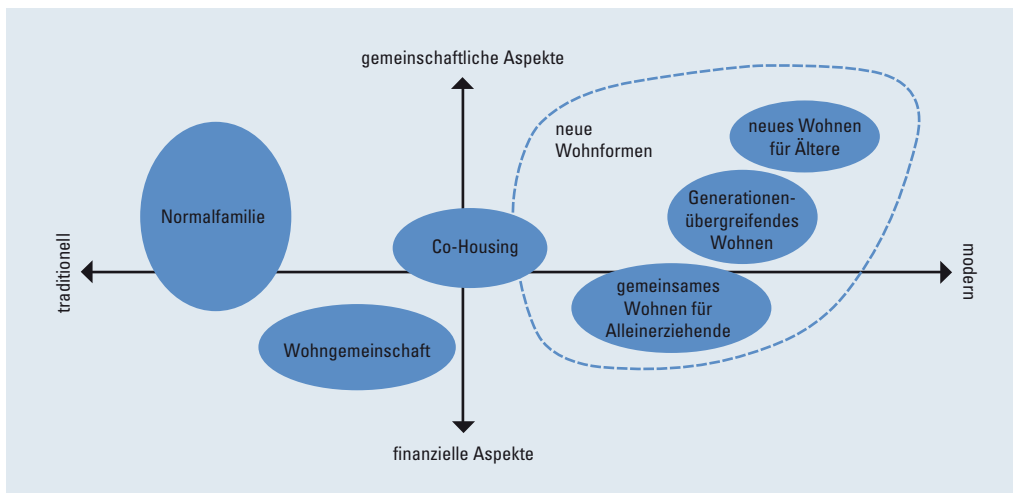 gemeinschaftliche Aspekte
neue
Wohnformen
neues Wohnen
für Ältere
Normalfamilie
Generationen-
übergreifendes
Wohnen
Co-Housing
traditionell
modern
gemeinsames
Wohnen für
Alleinerziehende
Wohngemeinschaft
finanzielle Aspekte